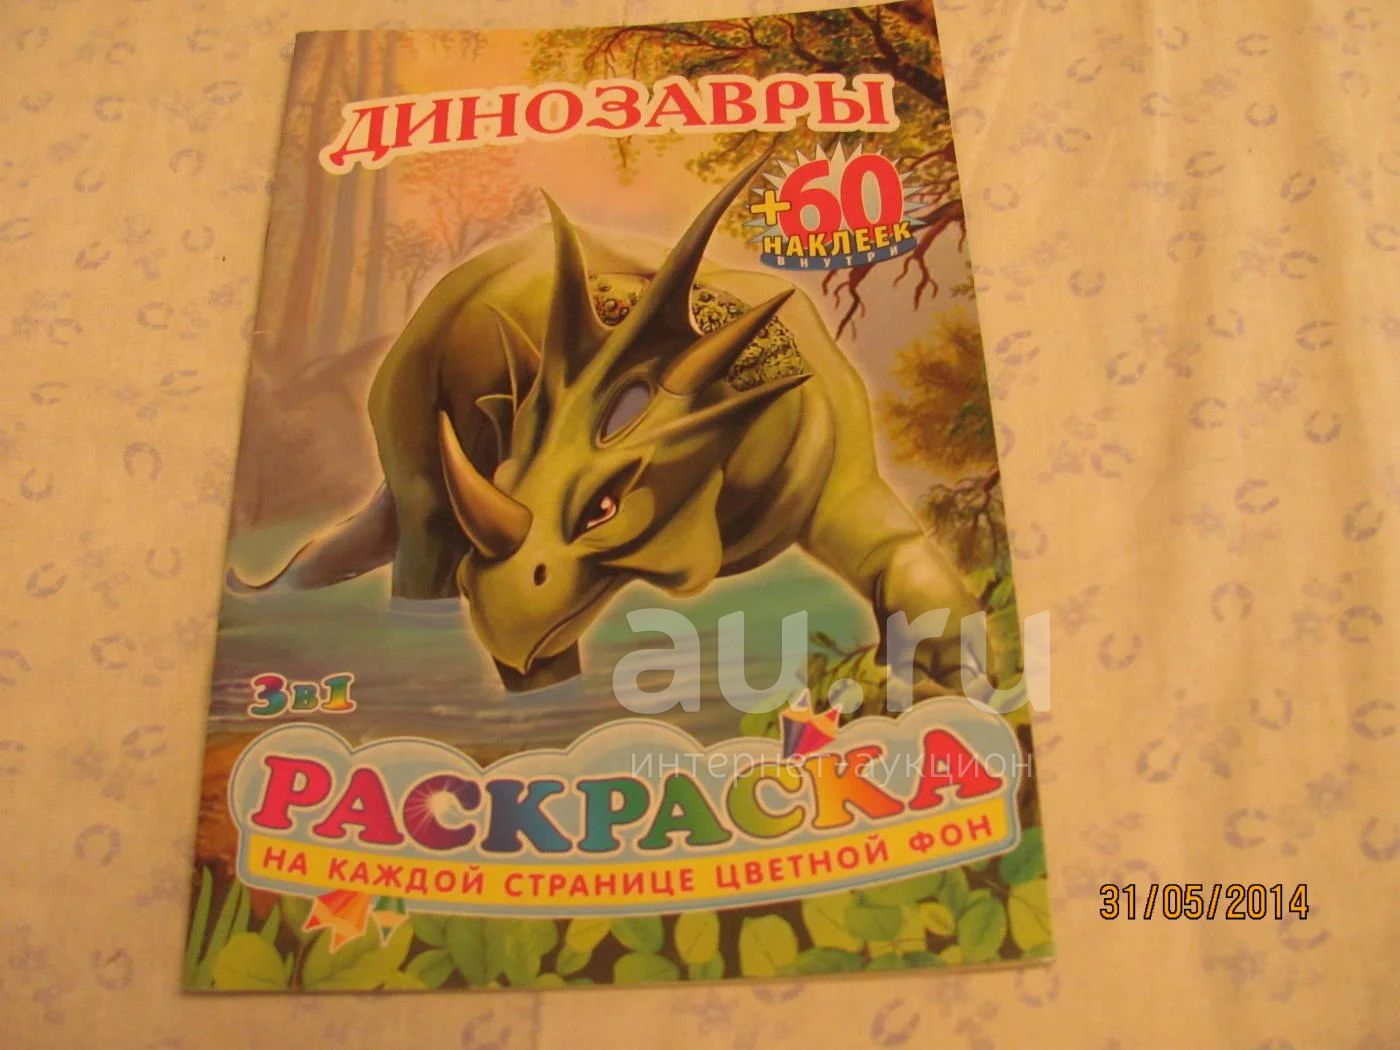 ДИНОЗАВРЫ
+60
НАКЛЕЕК
ВНУТРИ
au.ru
интернет-аукцион
3в1
РАСКРАСКА
НА КАЖДОЙ СТРАНИЦЕ ЦВЕТНОЙ ФОН
31/05/2014